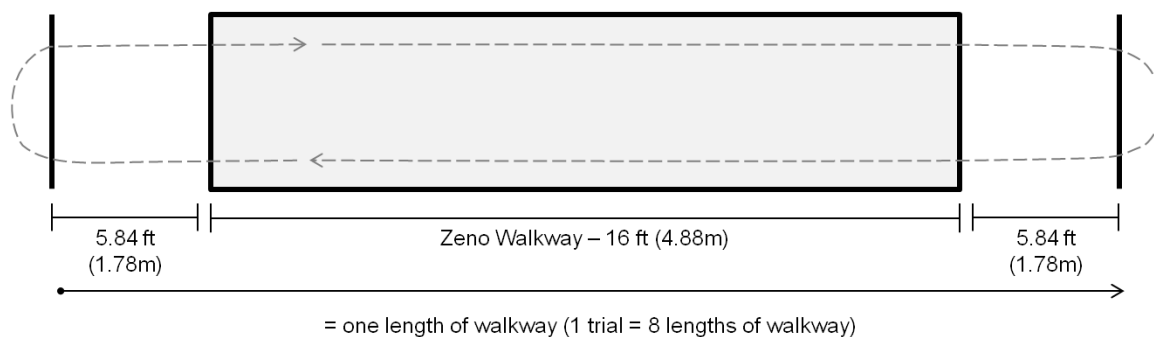 5.84 ft
(1.78m)
Zeno Walkway – 16 ft (4.88m)
5.84 ft
(1.78m)
= one length of walkway (1 trial = 8 lengths of walkway)